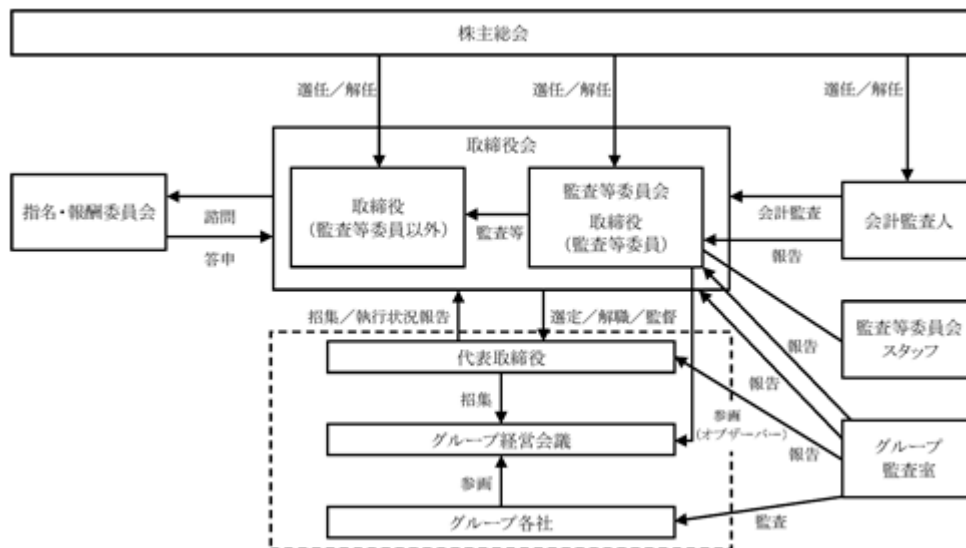 株主総会
選任／解任
選任／解任
選任／解任
取締役会
指名・報酬委員会
諮問
答申
取締役
（監査等委員以外）
監査等
監査等委員会
取締役
（監査等委員）
会計監査
報告
会計監査人
招集／執行状況報告
選定／解職／監督
監査等委員会
スタッフ
代表取締役
報告
報告
招集
参画
（オブザーバー）
グループ経営会議
報告
グループ
監査室
参画
グループ各社
監査